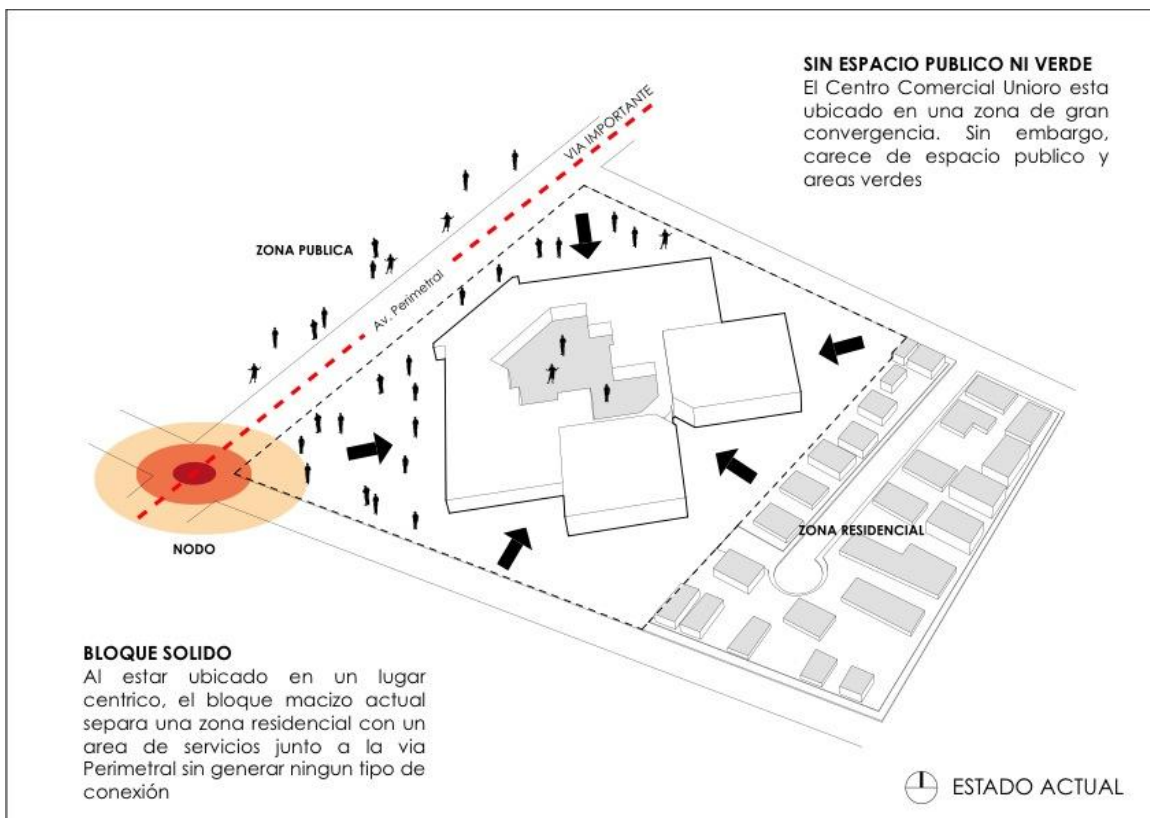 SIN ESPACIO PUBLICO NI VERDE
El Centro Comercial Unioro esta
ubicado en una zona de gran
convergencia. Sin embargo,
carece de espacio publico y
areas verdes
VIA IMPORTANTE
ZONA PUBLICA
Av. Perimetral
ZONA RESIDENCIAL
NODO
BLOQUE SOLIDO
Al estar ubicado en un lugar
centrico, el bloque macizo actual
separa una zona residencial con un
area de servicios junto a la via
Perimetral sin generar ningun tipo de
conexión
ESTADO ACTUAL